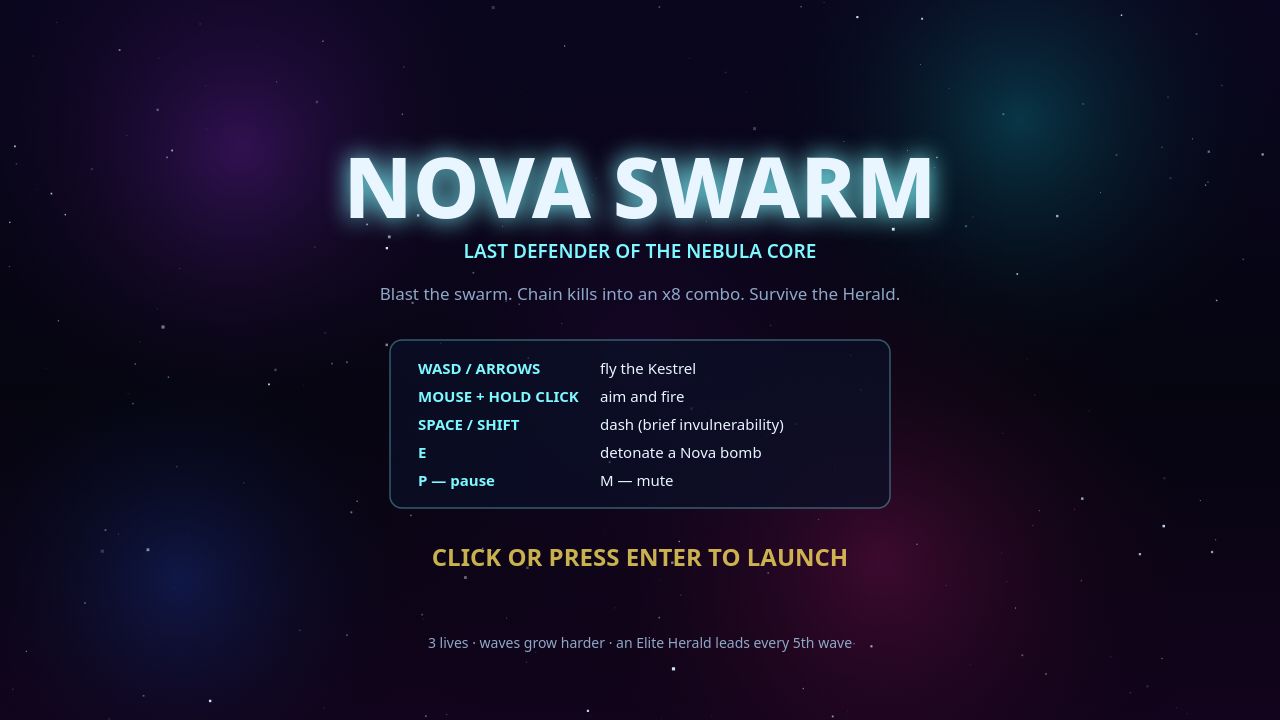 NOVA SWARM
LAST DEFENDER OF THE NEBULA CORE
Blast the swarm. Chain kills into an x8 combo. Survive the Herald.
WASD / ARROWS fly the Kestrel
MOUSE + HOLD CLICK aim and fire
SPACE / SHIFT dash (brief invulnerability)
E detonate a Nova bomb
P — pause M — mute
CLICK OR PRESS ENTER TO LAUNCH
3 lives · waves grow harder · an Elite Herald leads every 5th wave